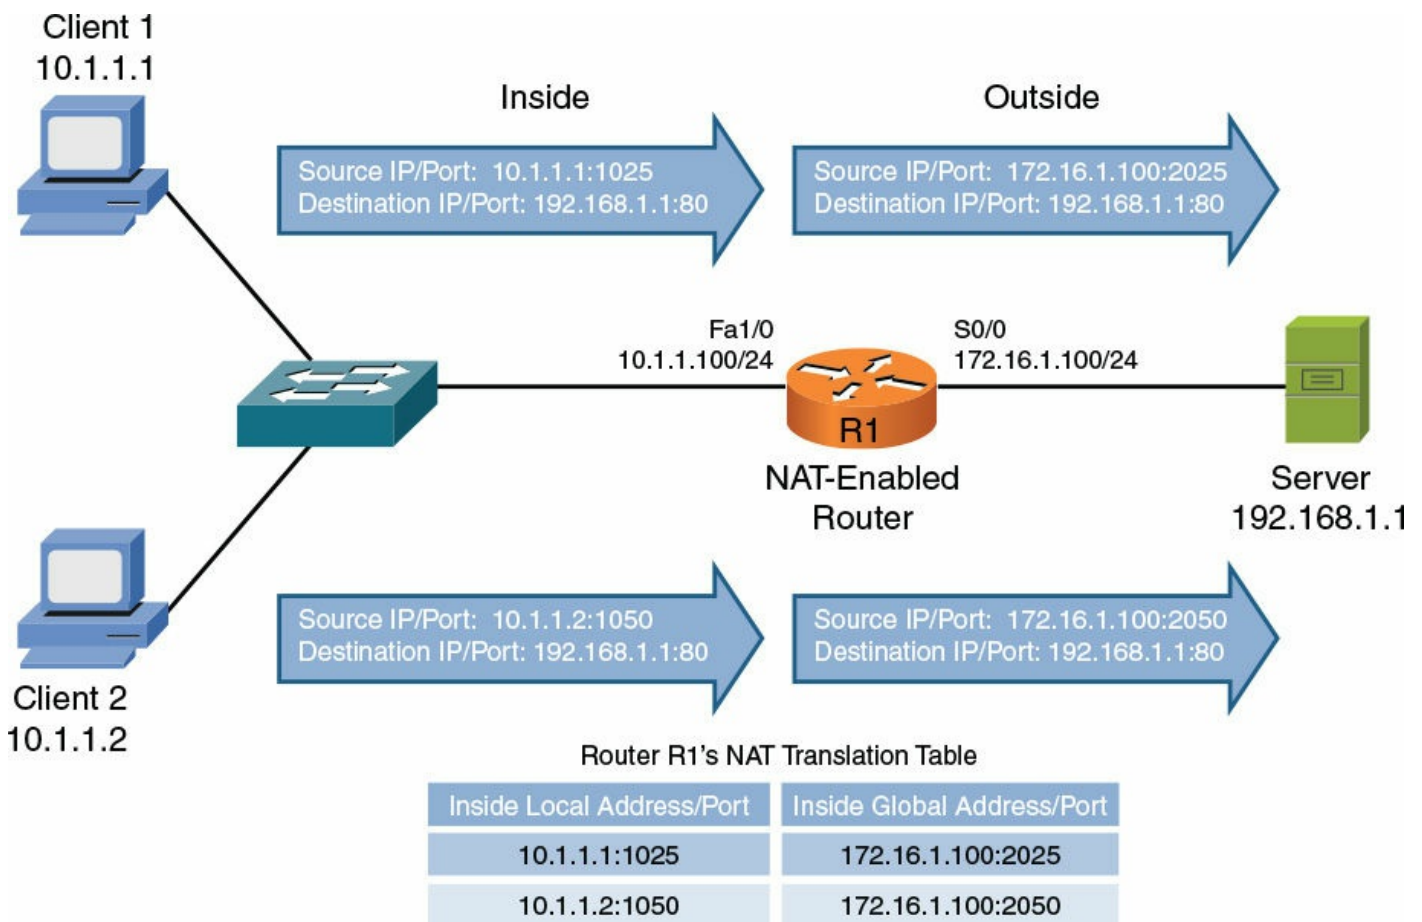 Client 1
10.1.1.1
Inside
Outside
Source IP/Port:  10.1.1.1:1025
Destination IP/Port: 192.168.1.1:80
Source IP/Port:  172.16.1.100:2025
Destination IP/Port: 192.168.1.1:80
Fa1/0
10.1.1.100/24
S0/0
172.16.1.100/24
R1
NAT-Enabled
Router
Server
192.168.1.1
Source IP/Port:  10.1.1.2:1050
Destination IP/Port: 192.168.1.1:80
Source IP/Port:  172.16.1.100:2050
Destination IP/Port: 192.168.1.1:80
Client 2
10.1.1.2
Router R1’s NAT Translation Table
Inside Local Address/Port
Inside Global Address/Port
10.1.1.1:1025
172.16.1.100:2025
10.1.1.2:1050
172.16.1.100:2050